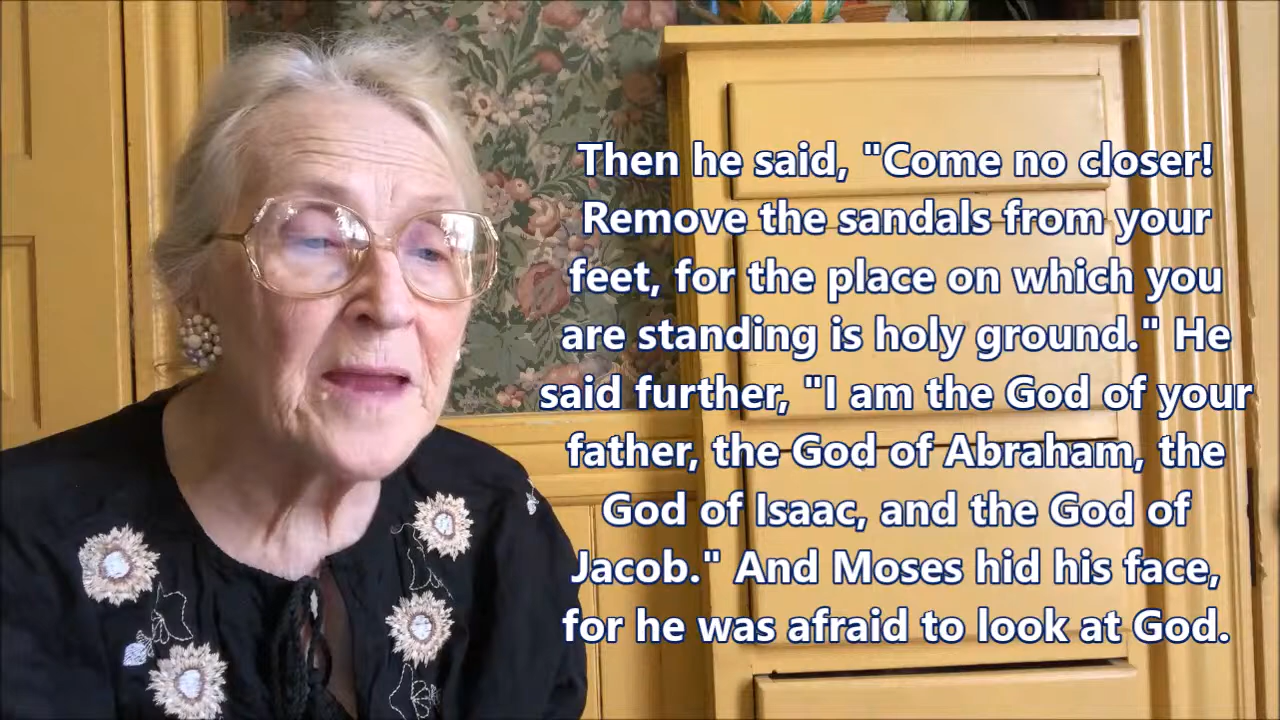 Then he said, "Come no closer!
Remove the sandals from your
feet, for the place on which you
are standing is holy ground." He
said further, "I am the God of your
father, the God of Abraham, the
God of Isaac, and the God of
Jacob." And Moses hid his face,
for he was afraid to look at God.